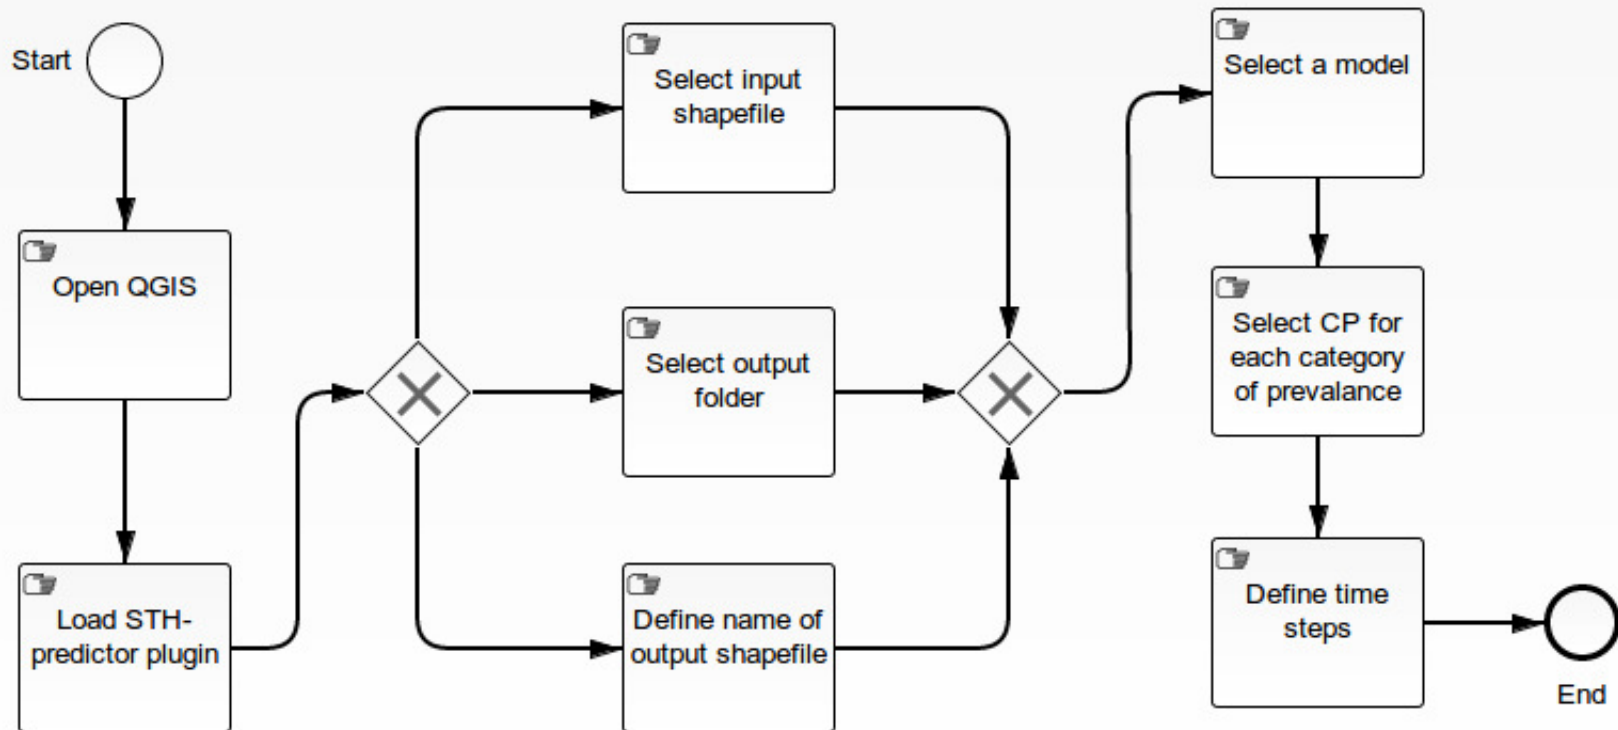 Start
Open QGIS
Load STH-
predictor plugin
Select input
shapefile
Select output
folder
Define name of
output shapefile
Select a model
Select CP for
each category
of prevalance
Define time
steps
End